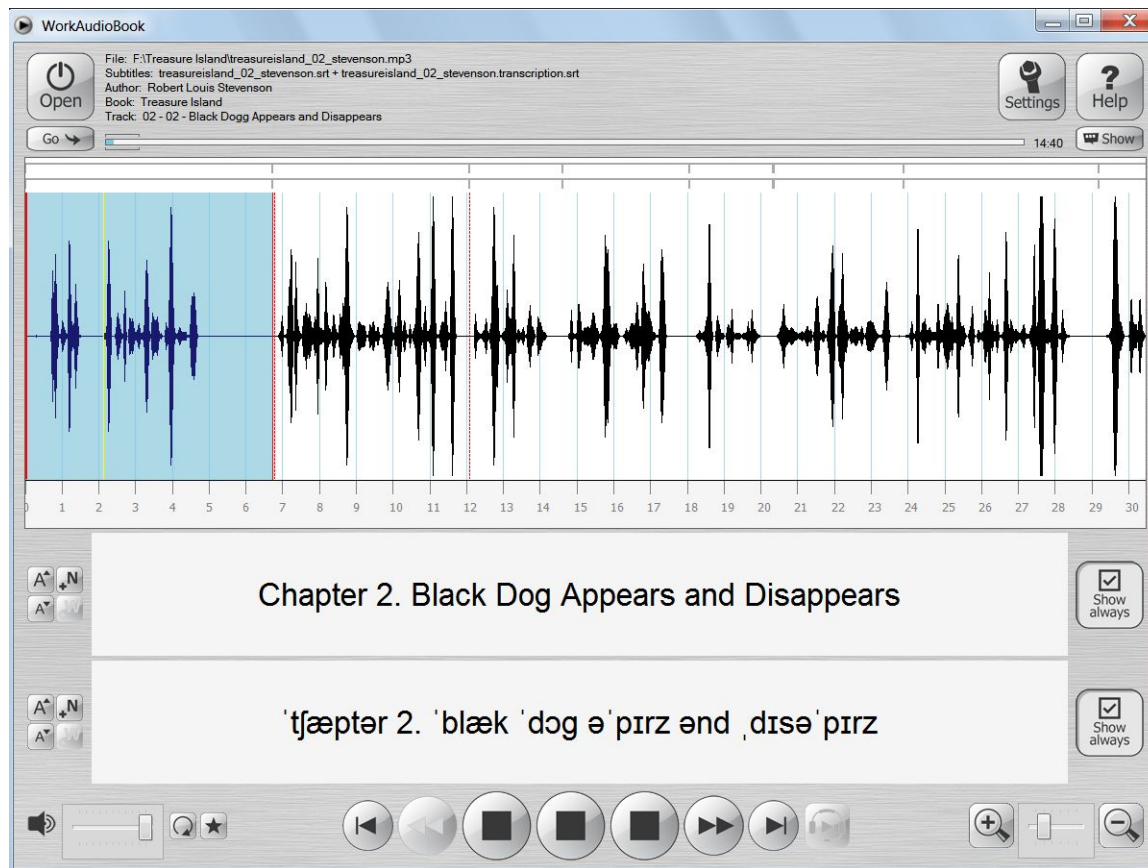 WorkAudioBook
File: F:\Treasure Island\treasureisland_02_stevenson.mp3
Subtitles: treasureisland_02_stevenson.srt + treasureisland_02_stevenson.transcription.srt
Author: Robert Louis Stevenson
Book: Treasure Island
Track: 02 - 02 - Black Dogg Appears and Disappears
Open
Settings
? Help
Go
14:40
Show
0 1 2 3 4 5 6 7 8 9 10 11 12 13 14 15 16 17 18 19 20 21 22 23 24 25 26 27 28 29 30
A +N
A W
Chapter 2. Black Dog Appears and Disappears
Show
always
A +N
A W
ˈtʃæptər 2. ˈblæk ˈdɔg əˈpɪrz ənd ˌdɪsəˈpɪrz
Show
always